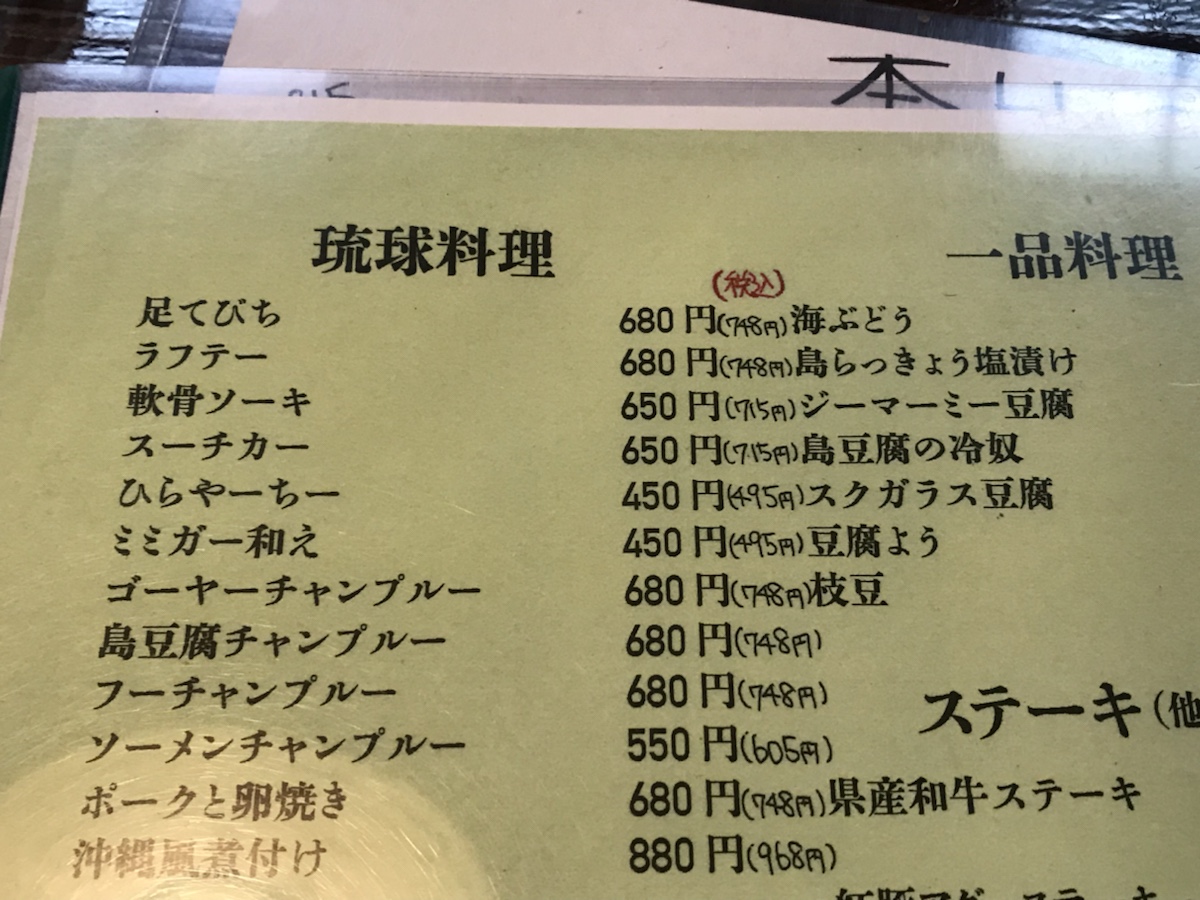 本
琉球料理
一品料理
(税込)
足てびち 680円(748円) 海ぶどう
ラフテー 680円(748円) 島らっきょう塩漬け
軟骨ソーキ 650円(715円) ジーマーミー豆腐
スーチカー 650円(715円) 島豆腐の冷奴
ひらやーちー 450円(495円) スクガラス豆腐
ミミガー和え 450円(495円) 豆腐よう
ゴーヤーチャンプルー 680円(748円) 枝豆
島豆腐チャンプルー 680円(748円)
フーチャンプルー 680円(748円)
ステーキ(他
ソーメンチャンプルー 550円(605円)
ポークと卵焼き 680円(748円) 県産和牛ステーキ
沖縄風煮付け 880円(968円)